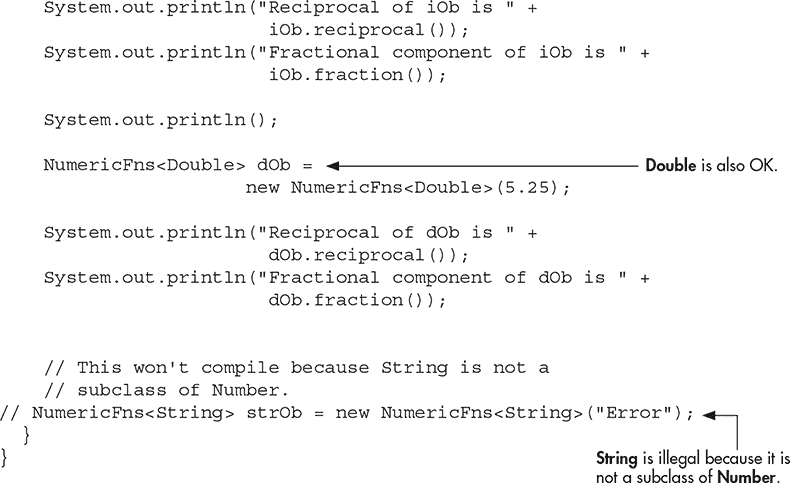 System.out.println("Reciprocal of iOb is " +
iOb.reciprocal());
System.out.println("Fractional component of iOb is " +
iOb.fraction());
System.out.println();
NumericFns<Double> dOb =
Double is also OK.
new NumericFns<Double>(5.25);
System.out.println("Reciprocal of dOb is " +
dOb.reciprocal());
System.out.println("Fractional component of dOb is " +
dOb.fraction());
// This won't compile because String is not a
// subclass of Number.
// NumericFns<String> strOb = new NumericFns<String>("Error");
}
}
String is illegal because it is
not a subclass of Number.